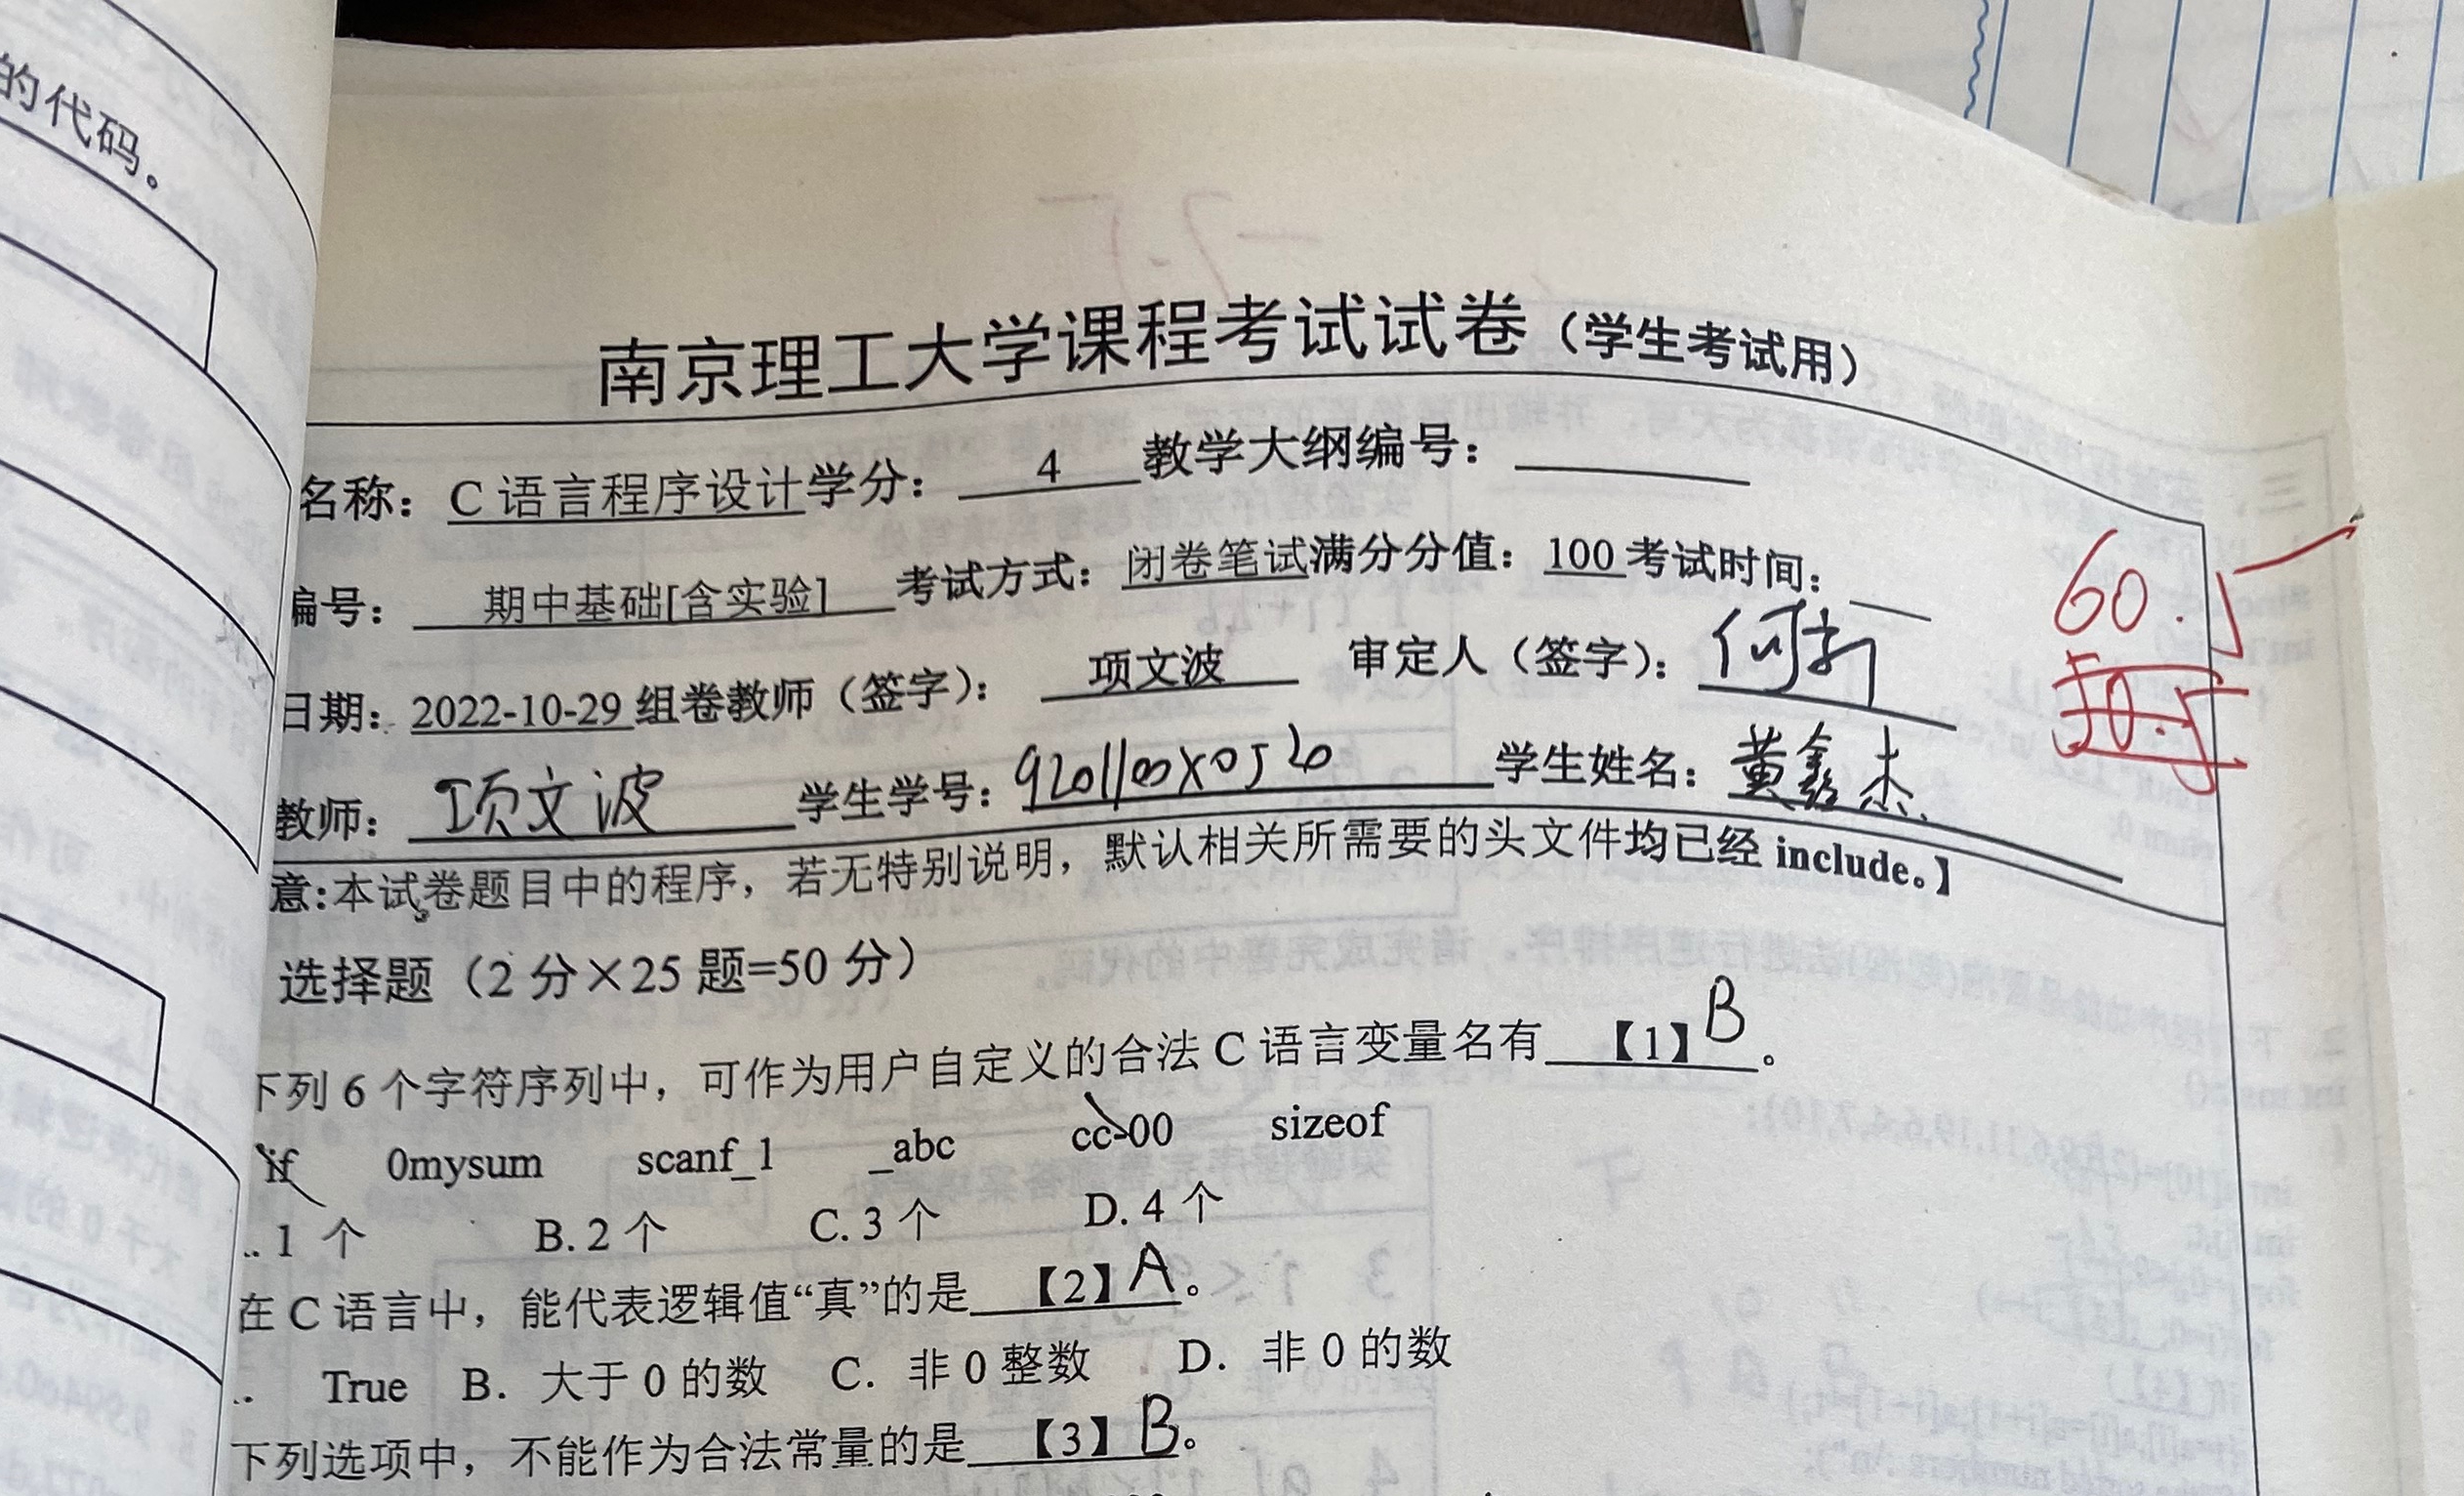 的代码。
南京理工大学课程考试试卷（学生考试用）
名称： C 语言程序设计学分： 4 教学大纲编号：
编号： 期中基础[含实验] 考试方式： 闭卷笔试满分分值： 100 考试时间：
60.5
日期： 2022-10-29 组卷教师（签字）： 项文波 审定人（签字）：
50.5
教师： 项文波 学生学号： 9201100X0520 学生姓名： 黄鑫杰
意:本试卷题目中的程序，若无特别说明，默认相关所需要的头文件均已经 include。】
选择题（2 分×25 题=50 分）
下列 6 个字符序列中，可作为用户自定义的合法 C 语言变量名有 【1】B 。
if 0mysum scanf_1 _abc cc-00 sizeof
. 1 个 B. 2 个 C. 3 个 D. 4 个
在 C 语言中，能代表逻辑值“真”的是 【2】A 。
. True B. 大于 0 的数 C. 非 0 整数 D. 非 0 的数
下列选项中，不能作为合法常量的是 【3】B 。